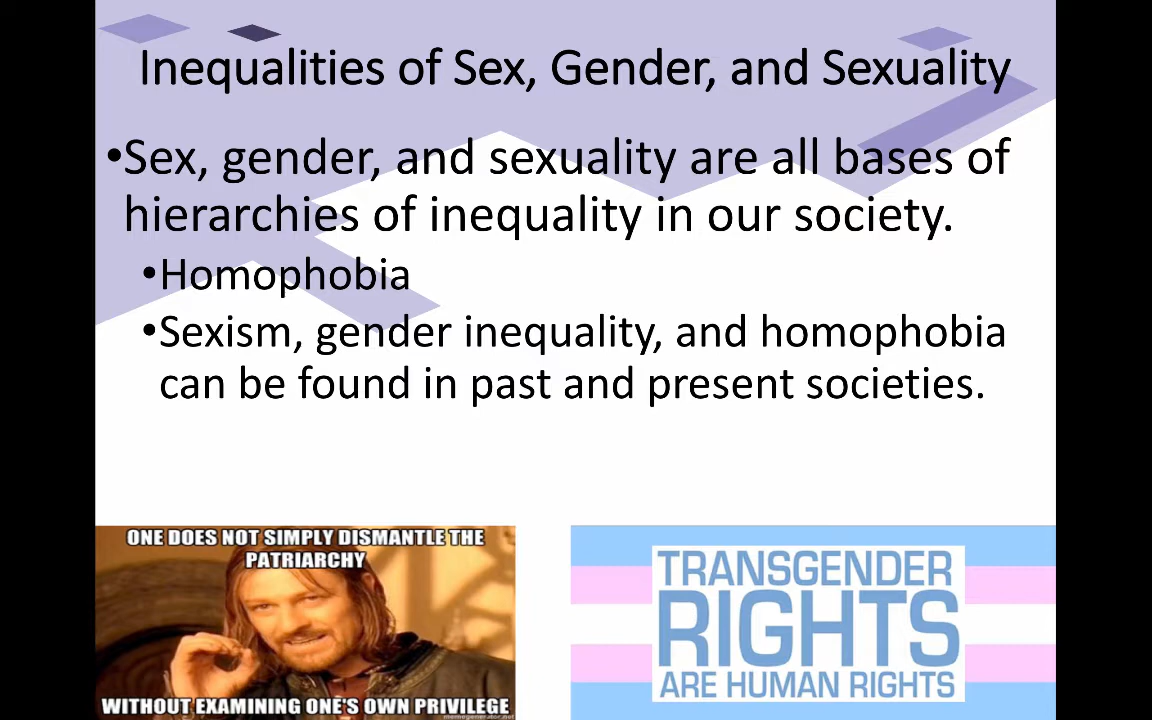 Inequalities of Sex, Gender, and Sexuality
•Sex, gender, and sexuality are all bases of
hierarchies of inequality in our society.
•Homophobia
•Sexism, gender inequality, and homophobia
can be found in past and present societies.
ONE DOES NOT SIMPLY DISMANTLE THE
PATRIARCHY
WITHOUT EXAMINING ONE'S OWN PRIVILEGE
memegenerator.net
TRANSGENDER
RIGHTS
ARE HUMAN RIGHTS